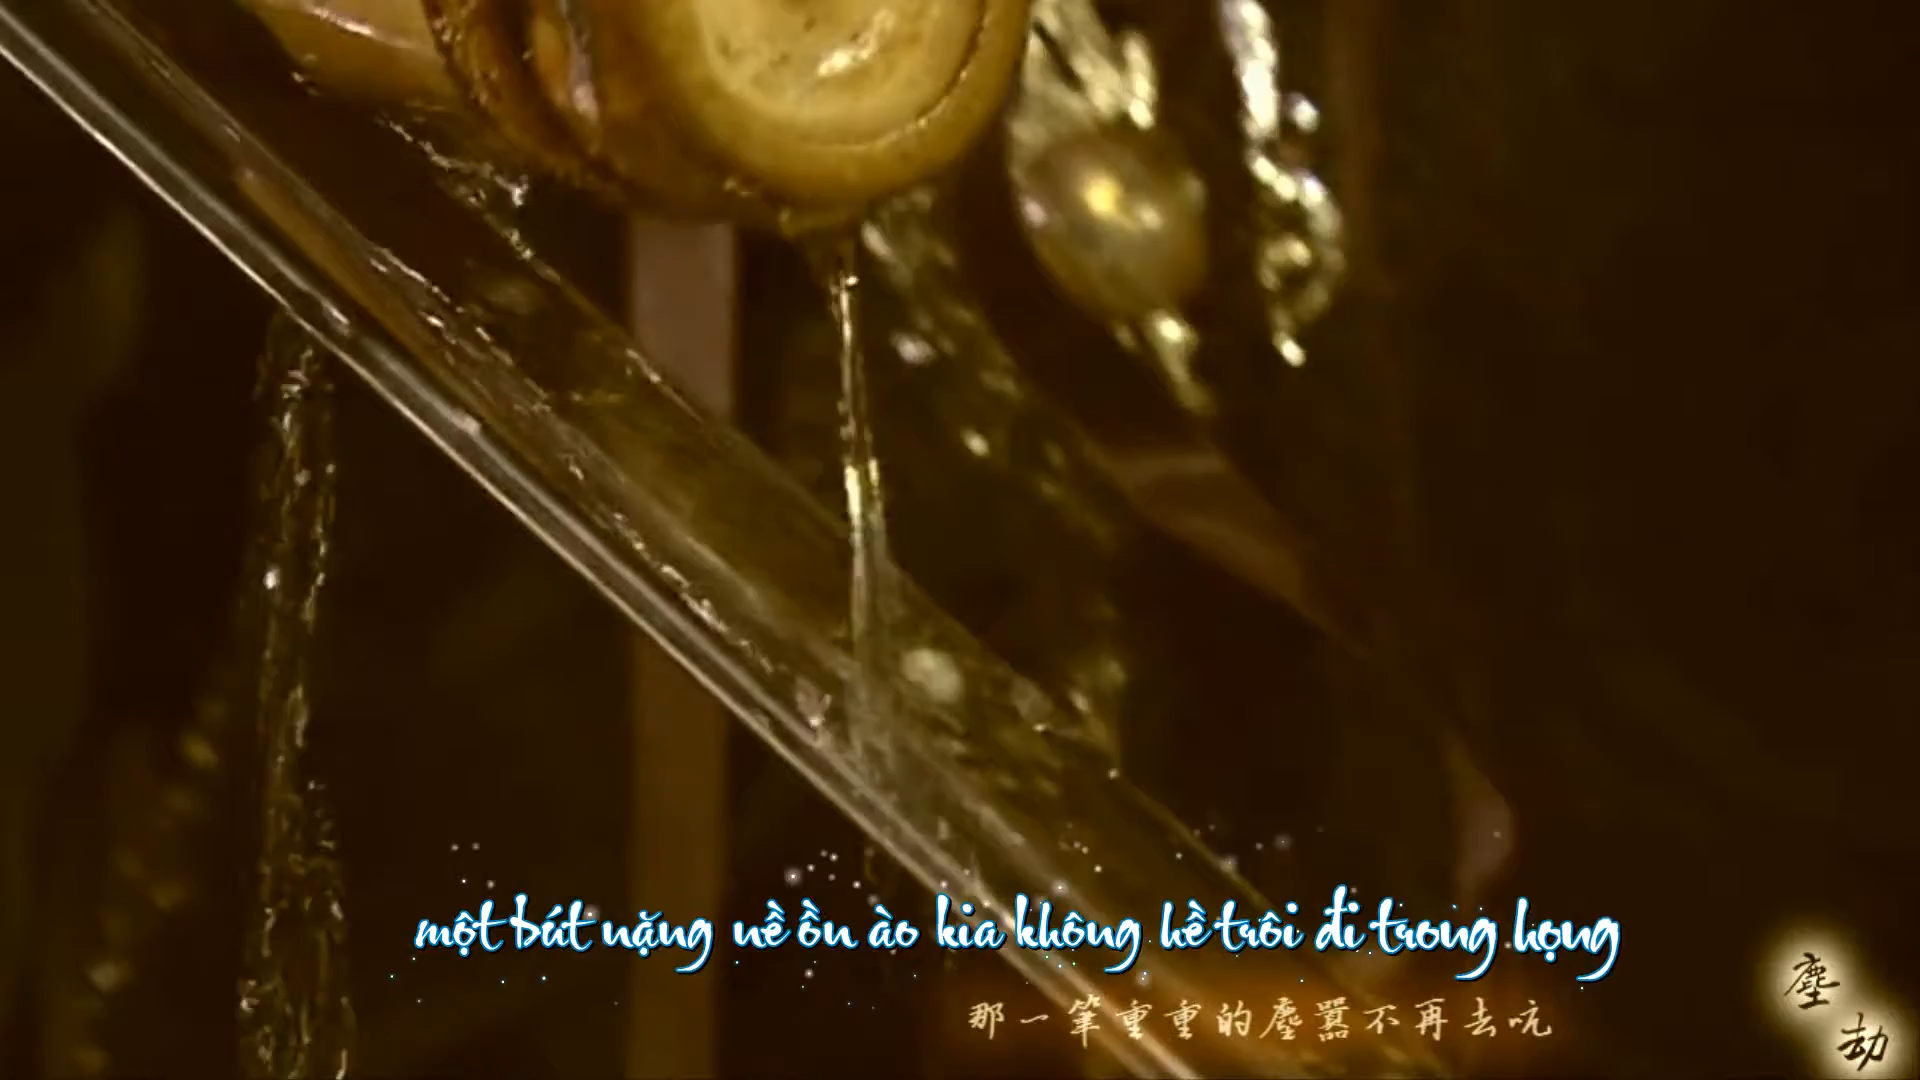 một bút nặng nề ồn ào kia không hề trôi đi trong họng
那一筆重重的塵囂不再去吭
塵
劫